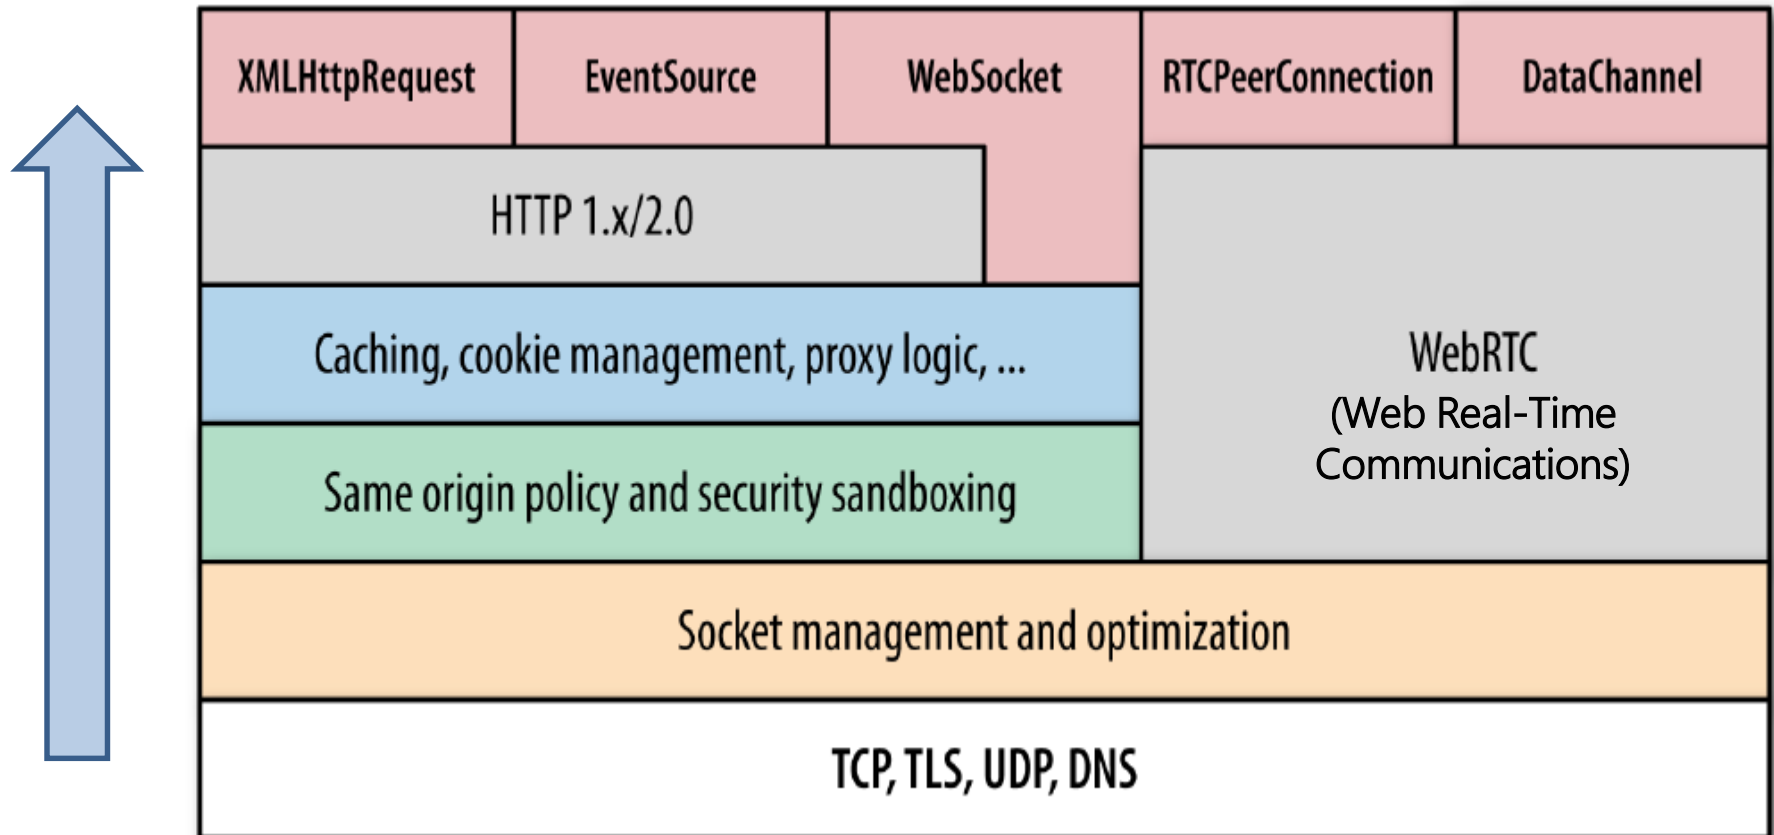 XMLHttpRequest
EventSource
WebSocket
RTCPeerConnection
DataChannel
HTTP 1.x/2.0
Caching, cookie management, proxy logic, ...
Same origin policy and security sandboxing
WebRTC
(Web Real-Time
Communications)
Socket management and optimization
TCP, TLS, UDP, DNS